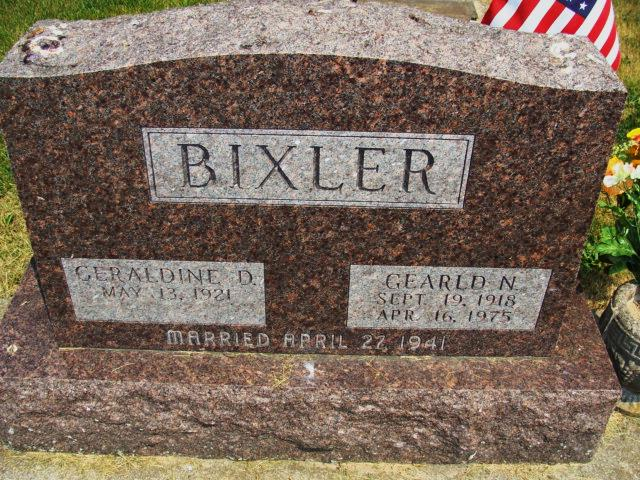 BIXLER
GERALDINE D.
MAY 13, 1921
GEARLD N.
SEPT. 19, 1918
APR. 16, 1975
MARRIED APRIL 27, 1941